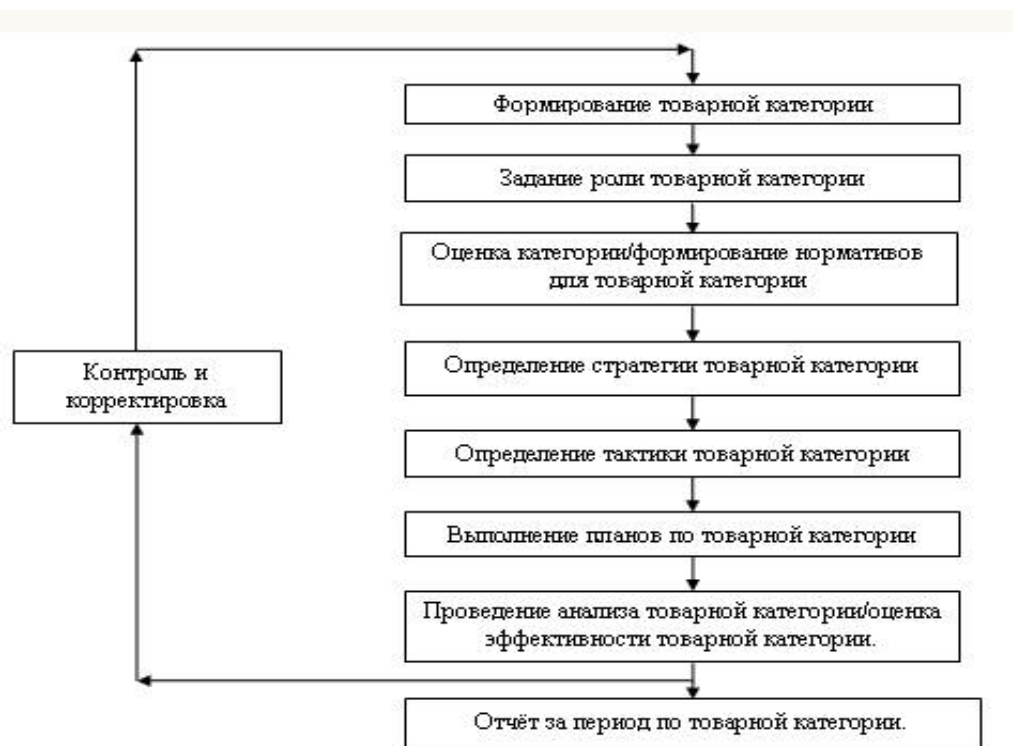 Формирование товарной категории
Задание роли товарной категории
Оценка категории/формирование нормативов
для товарной категории
Определение стратегии товарной категории
Контроль и
корректировка
Определение тактики товарной категории
Выполнение планов по товарной категории
Проведение анализа товарной категории/оценка
эффективности товарной категории.
Отчёт за период по товарной категории.